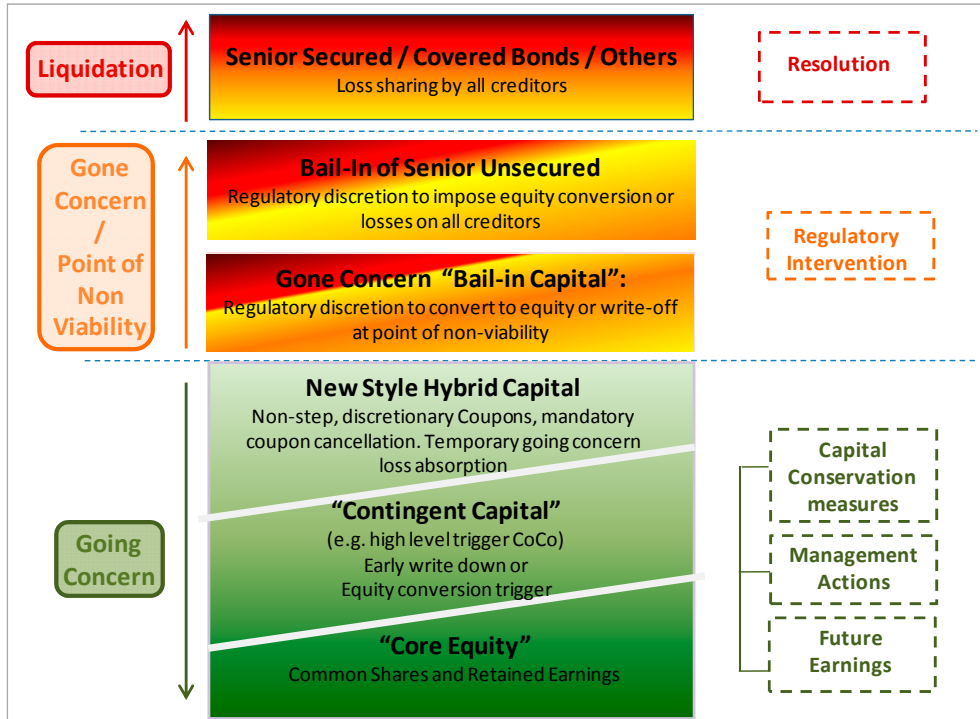 Liquidation
Senior Secured / Covered Bonds / Others
Loss sharing by all creditors
Resolution
Gone
Concern
/
Point of
Non
Viability
Bail-In of Senior Unsecured
Regulatory discretion to impose equity conversion or
losses on all creditors
Gone Concern “Bail-in Capital”:
Regulatory discretion to convert to equity or write-off
at point of non-viability
Regulatory
Intervention
Going
Concern
New Style Hybrid Capital
Non-step, discretionary Coupons, mandatory
coupon cancellation. Temporary going concern
loss absorption
“Contingent Capital”
(e.g. high level trigger CoCo)
Early write down or
Equity conversion trigger
“Core Equity”
Common Shares and Retained Earnings
Capital
Conservation
measures
Management
Actions
Future
Earnings